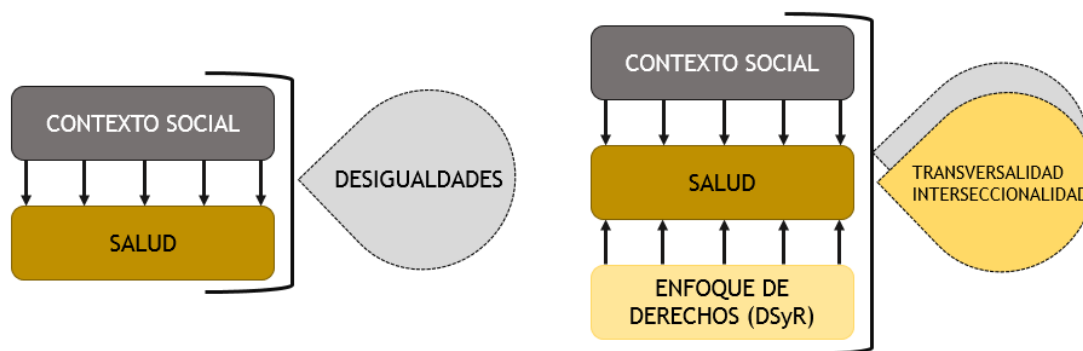 CONTEXTO SOCIAL
SALUD
DESIGUALDADES
CONTEXTO SOCIAL
SALUD
ENFOQUE DE
DERECHOS (DSyR)
TRANSVERSALIDAD
INTERSECCIONALIDAD